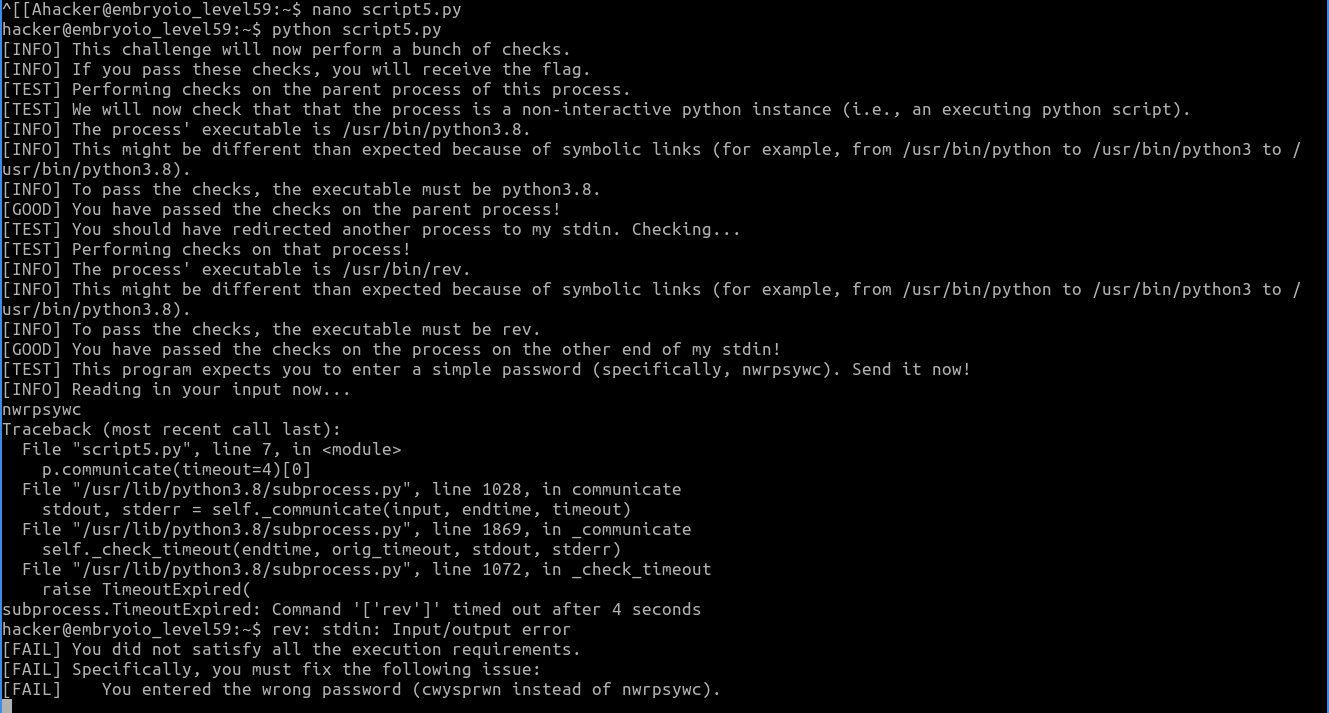 ^[[Ahacker@embryoio_level59:~$ nano script5.py
hacker@embryoio_level59:~$ python script5.py
[INFO] This challenge will now perform a bunch of checks.
[INFO] If you pass these checks, you will receive the flag.
[TEST] Performing checks on the parent process of this process.
[TEST] We will now check that that the process is a non-interactive python instance (i.e., an executing python script).
[INFO] The process' executable is /usr/bin/python3.8.
[INFO] This might be different than expected because of symbolic links (for example, from /usr/bin/python to /usr/bin/python3 to /
usr/bin/python3.8).
[INFO] To pass the checks, the executable must be python3.8.
[GOOD] You have passed the checks on the parent process!
[TEST] You should have redirected another process to my stdin. Checking...
[TEST] Performing checks on that process!
[INFO] The process' executable is /usr/bin/rev.
[INFO] This might be different than expected because of symbolic links (for example, from /usr/bin/python to /usr/bin/python3 to /
usr/bin/python3.8).
[INFO] To pass the checks, the executable must be rev.
[GOOD] You have passed the checks on the process on the other end of my stdin!
[TEST] This program expects you to enter a simple password (specifically, nwrpsywc). Send it now!
[INFO] Reading in your input now...
nwrpsywc
Traceback (most recent call last):
  File "script5.py", line 7, in <module>
    p.communicate(timeout=4)[0]
  File "/usr/lib/python3.8/subprocess.py", line 1028, in communicate
    stdout, stderr = self._communicate(input, endtime, timeout)
  File "/usr/lib/python3.8/subprocess.py", line 1869, in _communicate
    self._check_timeout(endtime, orig_timeout, stdout, stderr)
  File "/usr/lib/python3.8/subprocess.py", line 1072, in _check_timeout
    raise TimeoutExpired(
subprocess.TimeoutExpired: Command '['rev']' timed out after 4 seconds
hacker@embryoio_level59:~$ rev: stdin: Input/output error
[FAIL] You did not satisfy all the execution requirements.
[FAIL] Specifically, you must fix the following issue:
[FAIL]    You entered the wrong password (cwysprwn instead of nwrpsywc).